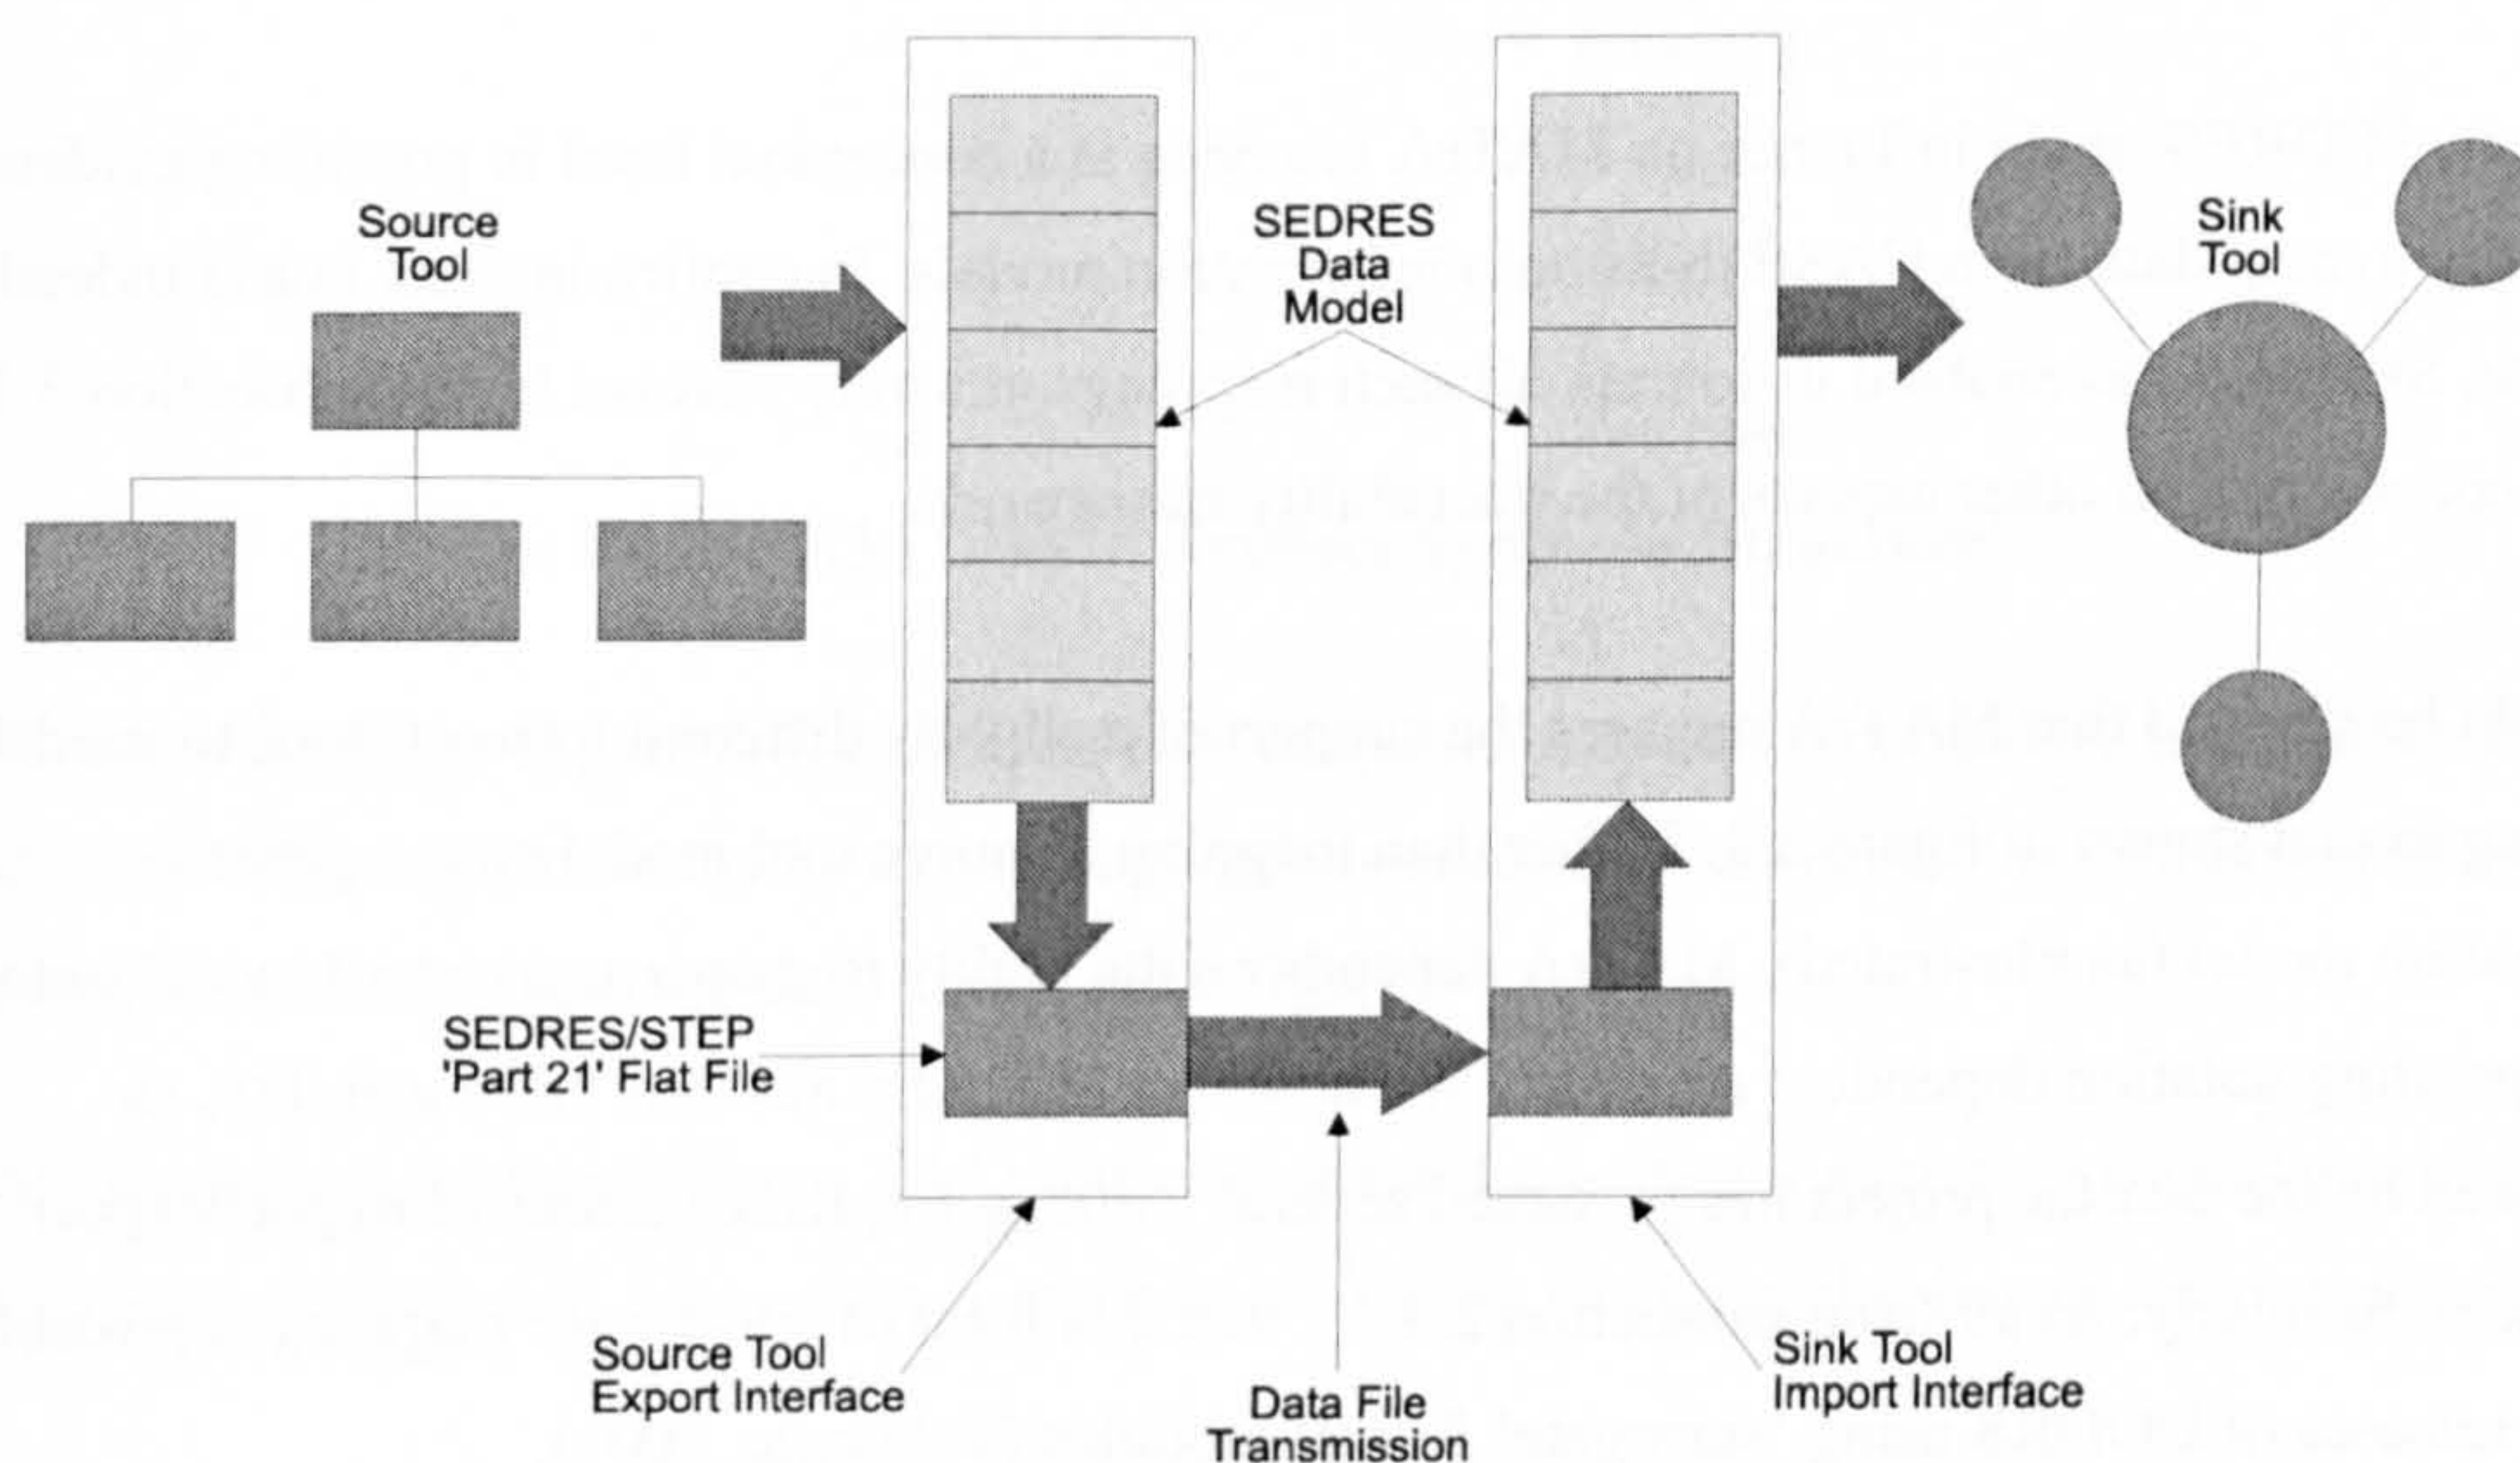 Source
Tool
SEDRES
Data
Model
Sink
Tool
SEDRES/STEP
'Part 21' Flat File
Source Tool
Export Interface
Data File
Transmission
Sink Tool
Import Interface